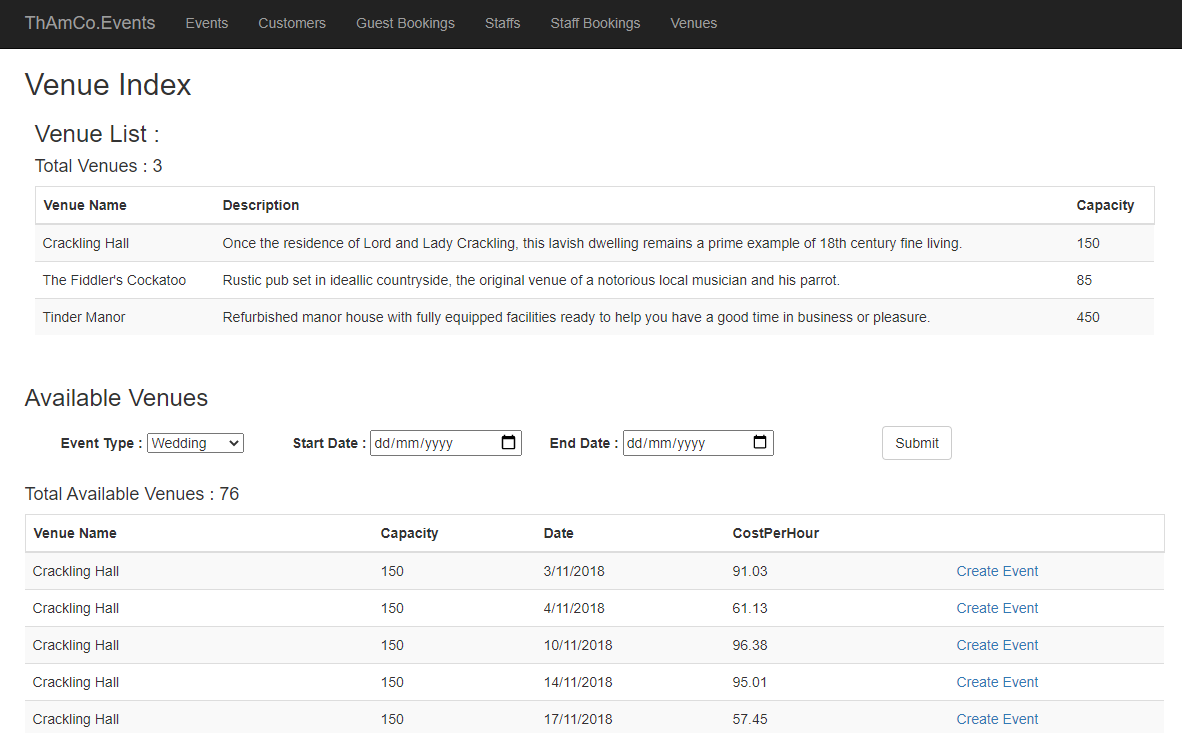 ThAmCo.Events Events Customers Guest Bookings Staffs Staff Bookings Venues
Venue Index
Venue List :
Total Venues : 3
Venue Name Description Capacity
Crackling Hall Once the residence of Lord and Lady Crackling, this lavish dwelling remains a prime example of 18th century fine living. 150
The Fiddler's Cockatoo Rustic pub set in ideallic countryside, the original venue of a notorious local musician and his parrot. 85
Tinder Manor Refurbished manor house with fully equipped facilities ready to help you have a good time in business or pleasure. 450
Available Venues
Event Type : Wedding Start Date : dd/mm/yyyy End Date : dd/mm/yyyy Submit
Total Available Venues : 76
Venue Name Capacity Date CostPerHour
Crackling Hall 150 3/11/2018 91.03 Create Event
Crackling Hall 150 4/11/2018 61.13 Create Event
Crackling Hall 150 10/11/2018 96.38 Create Event
Crackling Hall 150 14/11/2018 95.01 Create Event
Crackling Hall 150 17/11/2018 57.45 Create Event